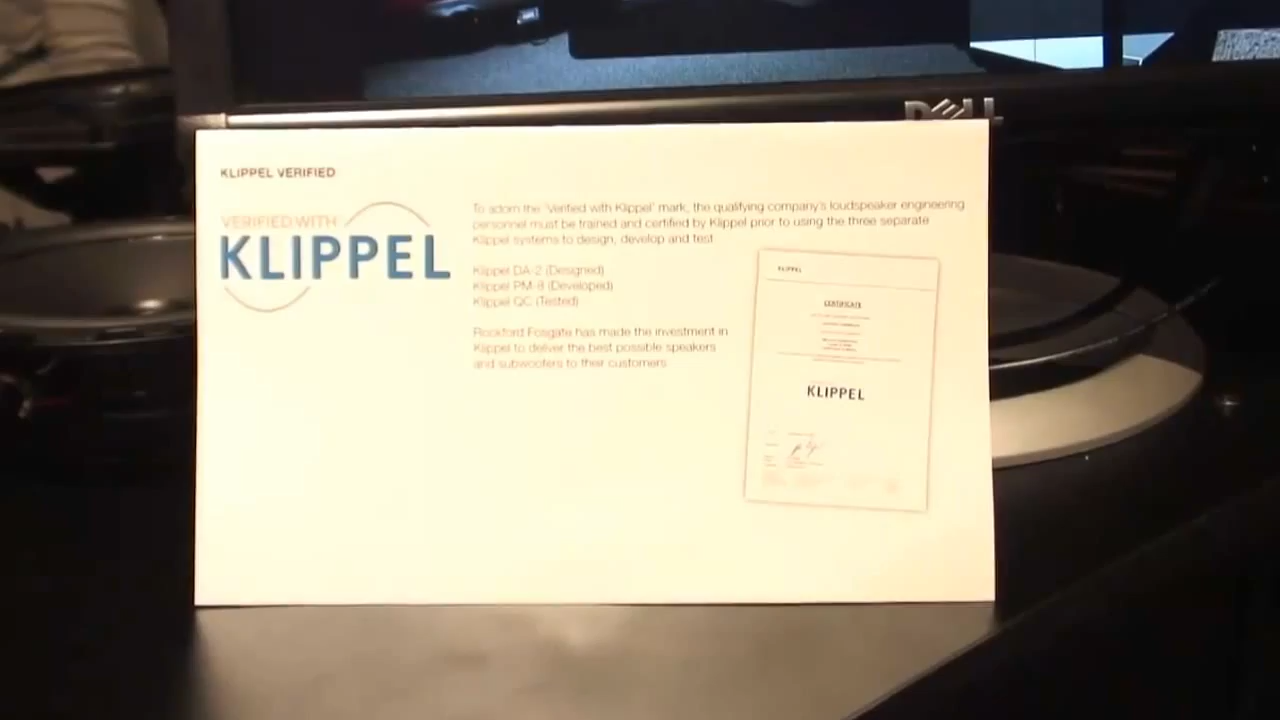 DELL
KLIPPEL VERIFIED
VERIFIED WITH
KLIPPEL
To adorn the 'Verified with Klippel' mark, the qualifying company's loudspeaker engineering
personnel must be trained and certified by Klippel prior to using the three separate
Klippel systems to design, develop and test
Klippel DA-2 (Designed)
Klippel PM-8 (Developed)
Klippel QC (Tested)
Rockford Fosgate has made the investment in
Klippel to deliver the best possible speakers
and subwoofers to their customers
KLIPPEL
CERTIFICATE
KLIPPEL